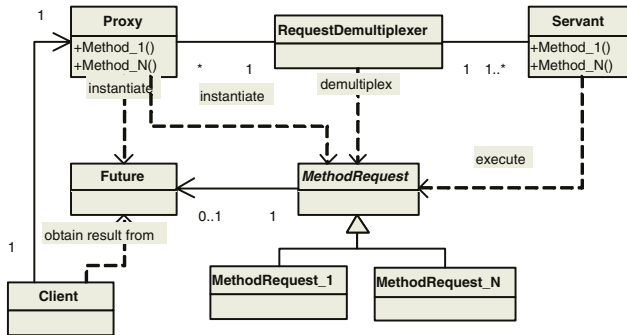 1
Proxy
+Method_1()
+Method_N()
1
RequestDemultiplexer
Servant
+Method_1()
+Method_N()
*
1
1
1..*
instantiate
instantiate
demultiplex
execute
Future
MethodRequest
0..1
1
1
obtain result from
MethodRequest_1
MethodRequest_N
Client